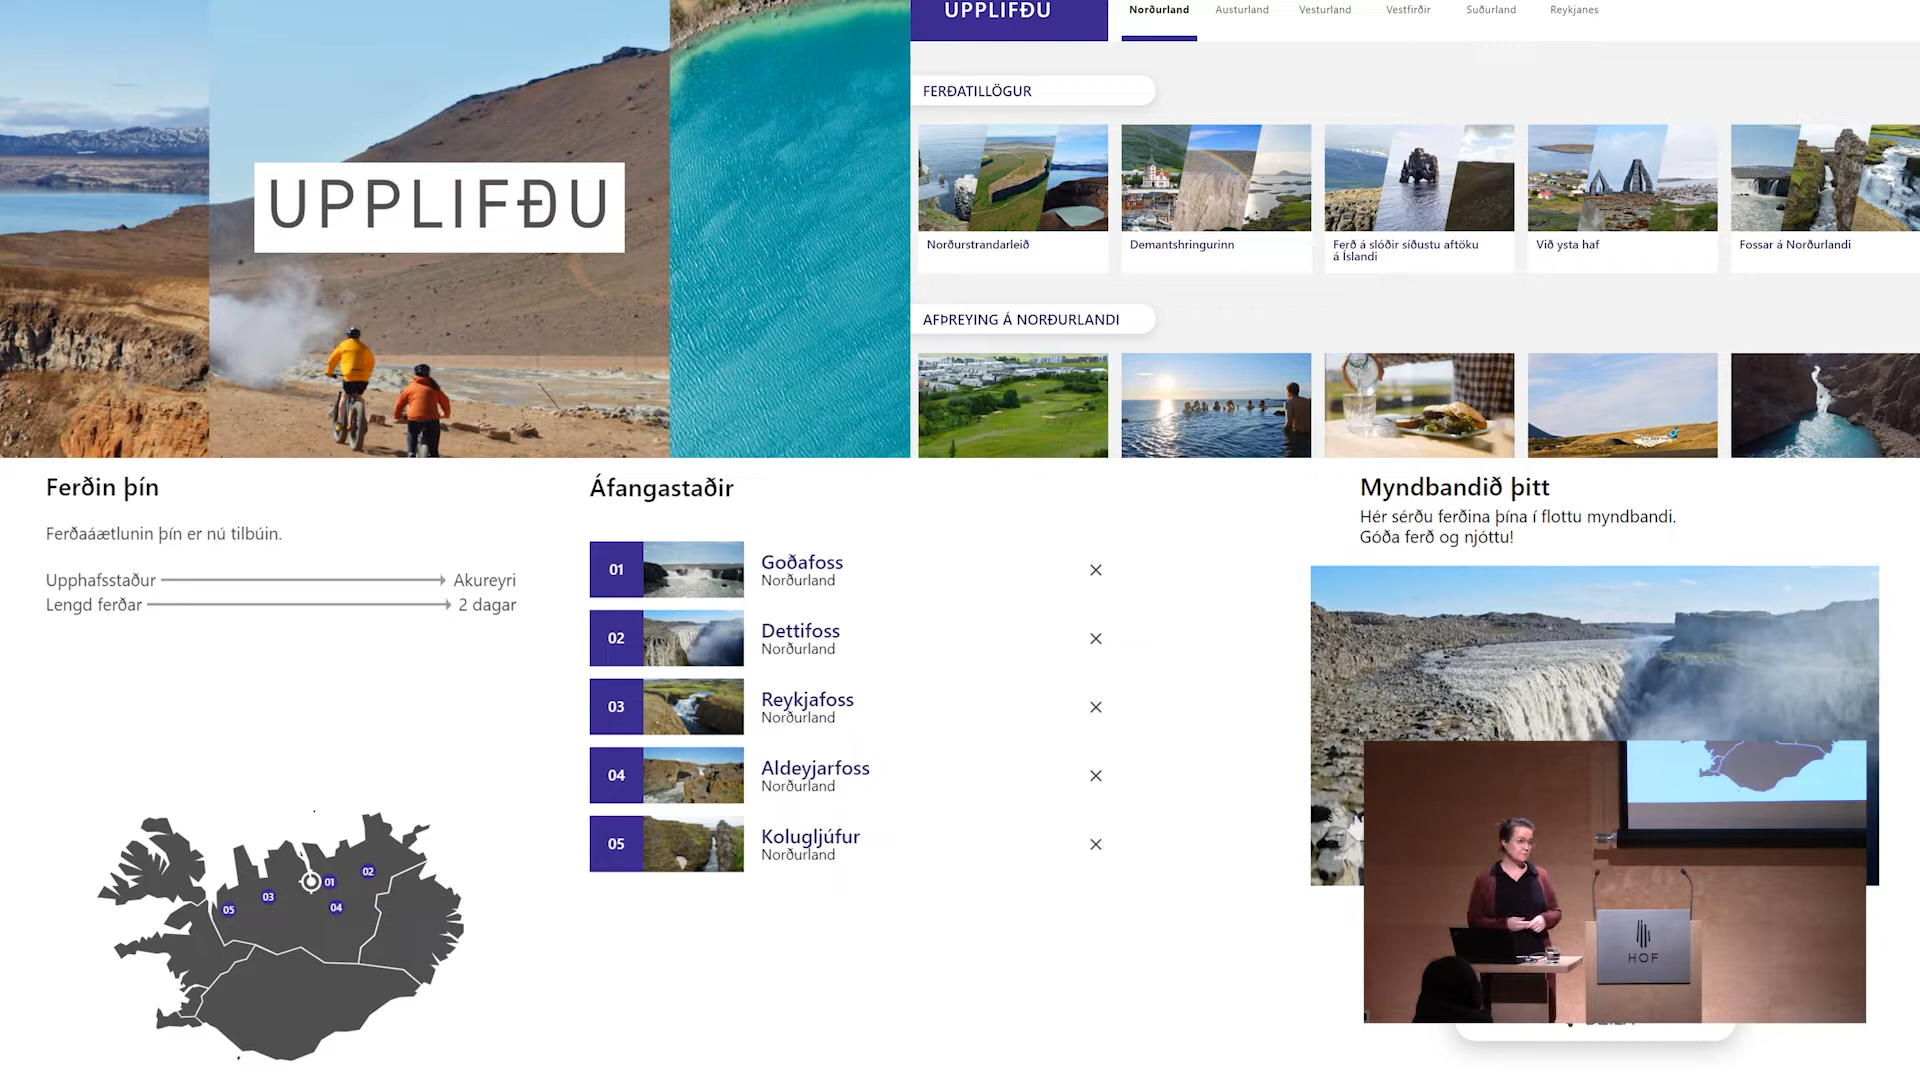 UPPLIFÐU
UPPLIFÐU
Norðurland
Austurland
Vesturland
Vestfirðir
Suðurland
Reykjanes
FERÐATILLÖGUR
Norðurstrandarleið
Demantshringurinn
Ferð á slóðir síðustu aftöku
á Íslandi
Við ysta haf
Fossar á Norðurlandi
AFÞREYING Á NORÐURLANDI
Ferðin þín
Ferðaáætlunin þín er nú tilbúin.
Upphafsstaður Akureyri
Lengd ferðar 2 dagar
01
02
03
04
05
Áfangastaðir
01
Goðafoss
Norðurland
02
Dettifoss
Norðurland
03
Reykjafoss
Norðurland
04
Aldeyjarfoss
Norðurland
05
Kolugljúfur
Norðurland
Myndbandið þitt
Hér sérðu ferðina þína í flottu myndbandi.
Góða ferð og njóttu!
HOF